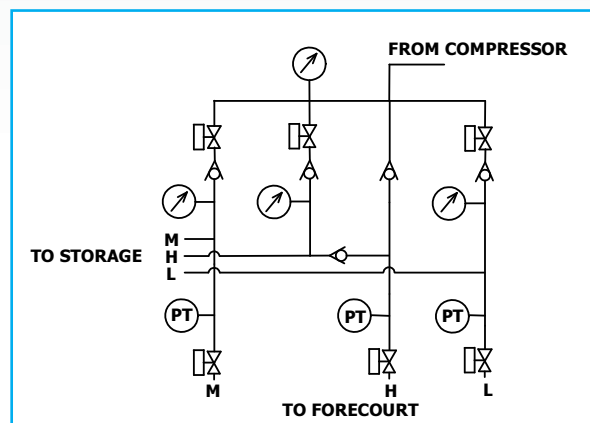 FROM COMPRESSOR
M
TO STORAGE H
L
PT PT PT
M H L
TO FORECOURT